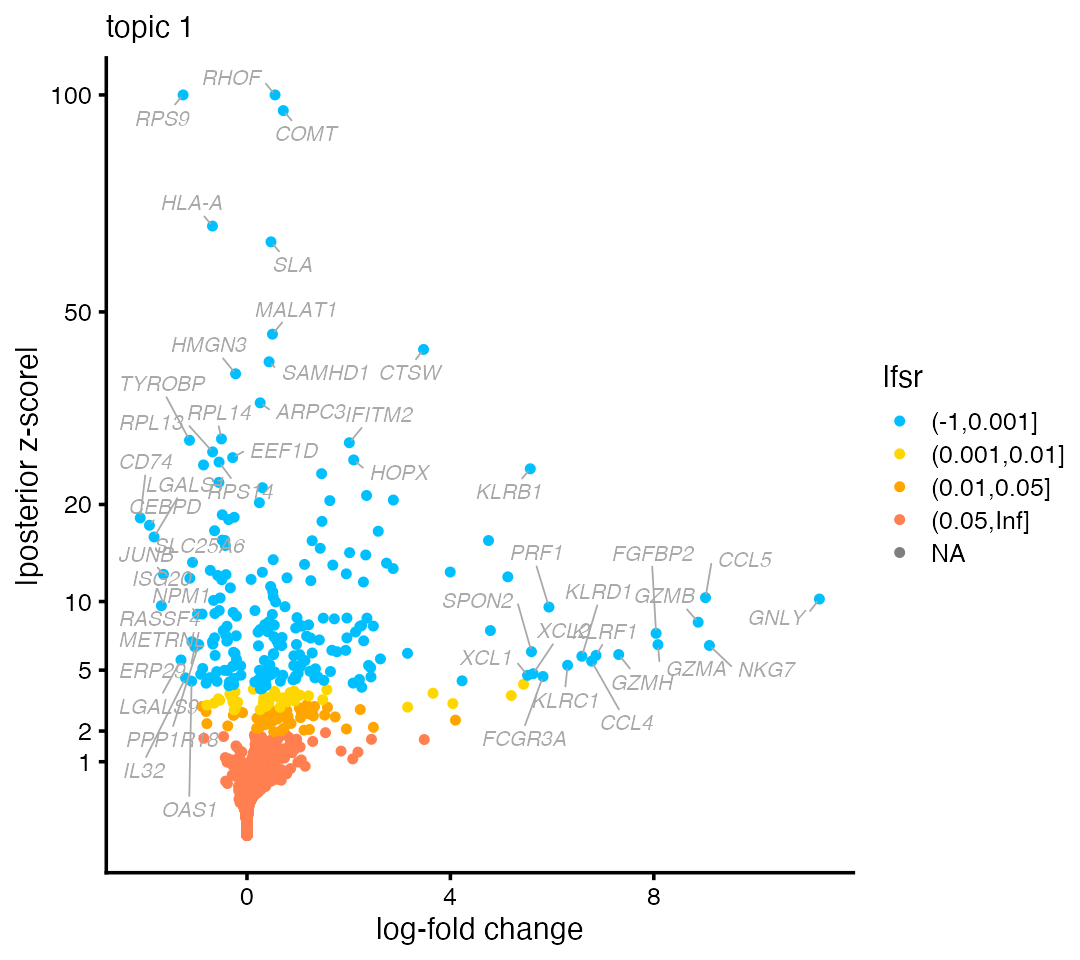 topic 1
RHOF
100
RPS9
COMT
HLA-A
SLA
MALAT1
50
HMGN3
SAMHD1
CTSW
TYROBP
RPL14
ARPC3
IFITM2
RPL13
EEF1D
CD74
HOPX
LGALS1
RPS14
KLRB1
20
CEBPD
SLC25A6
JUNB
PRF1
FGFBP2
CCL5
ISG20
KLRD1
GZMB
NPM1
SPON2
10
RASSF4
GNLY
METRNL
XCL2
KLRF1
XCL1
ERP29
GZMA
NKG7
5
GZMH
KLRC1
LGALS9
CCL4
2
PPP1R18
FCGR3A
1
IL32
OAS1
0
4
8
log-fold change
|posterior z-score|
lfsr
(-1,0.001]
(0.001,0.01]
(0.01,0.05]
(0.05,Inf]
NA